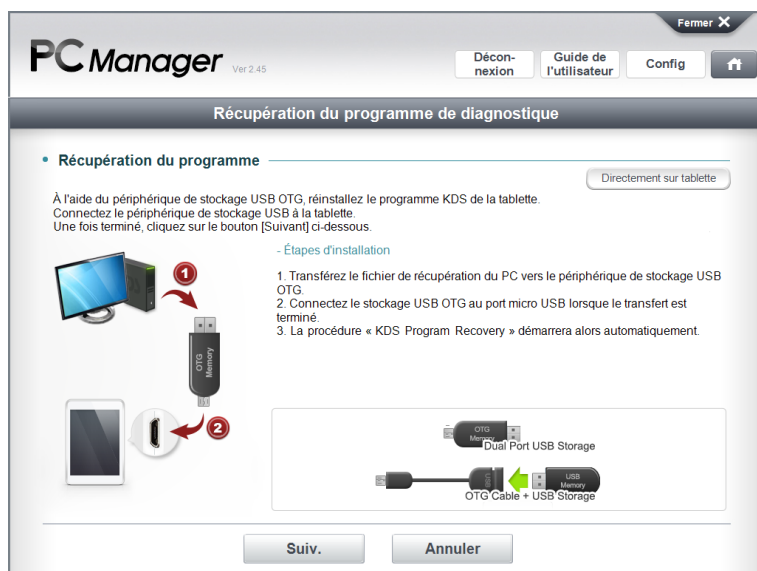 Fermer X
PC Manager Ver 2.45
Décon-
nexion
Guide de
l'utilisateur
Config
Récupération du programme de diagnostique
• Récupération du programme
Directement sur tablette
À l'aide du périphérique de stockage USB OTG, réinstallez le programme KDS de la tablette.
Connectez le périphérique de stockage USB à la tablette.
Une fois terminé, cliquez sur le bouton [Suivant] ci-dessous.
- Étapes d'installation
1. Transférez le fichier de récupération du PC vers le périphérique de stockage USB
OTG.
2. Connectez le stockage USB OTG au port micro USB lorsque le transfert est
terminé.
3. La procédure « KDS Program Recovery » démarrera alors automatiquement.
1
OTG
Memory
2
OTG
Memory
Dual Port USB Storage
USB
USB
Memory
OTG Cable + USB Storage
Suiv.
Annuler